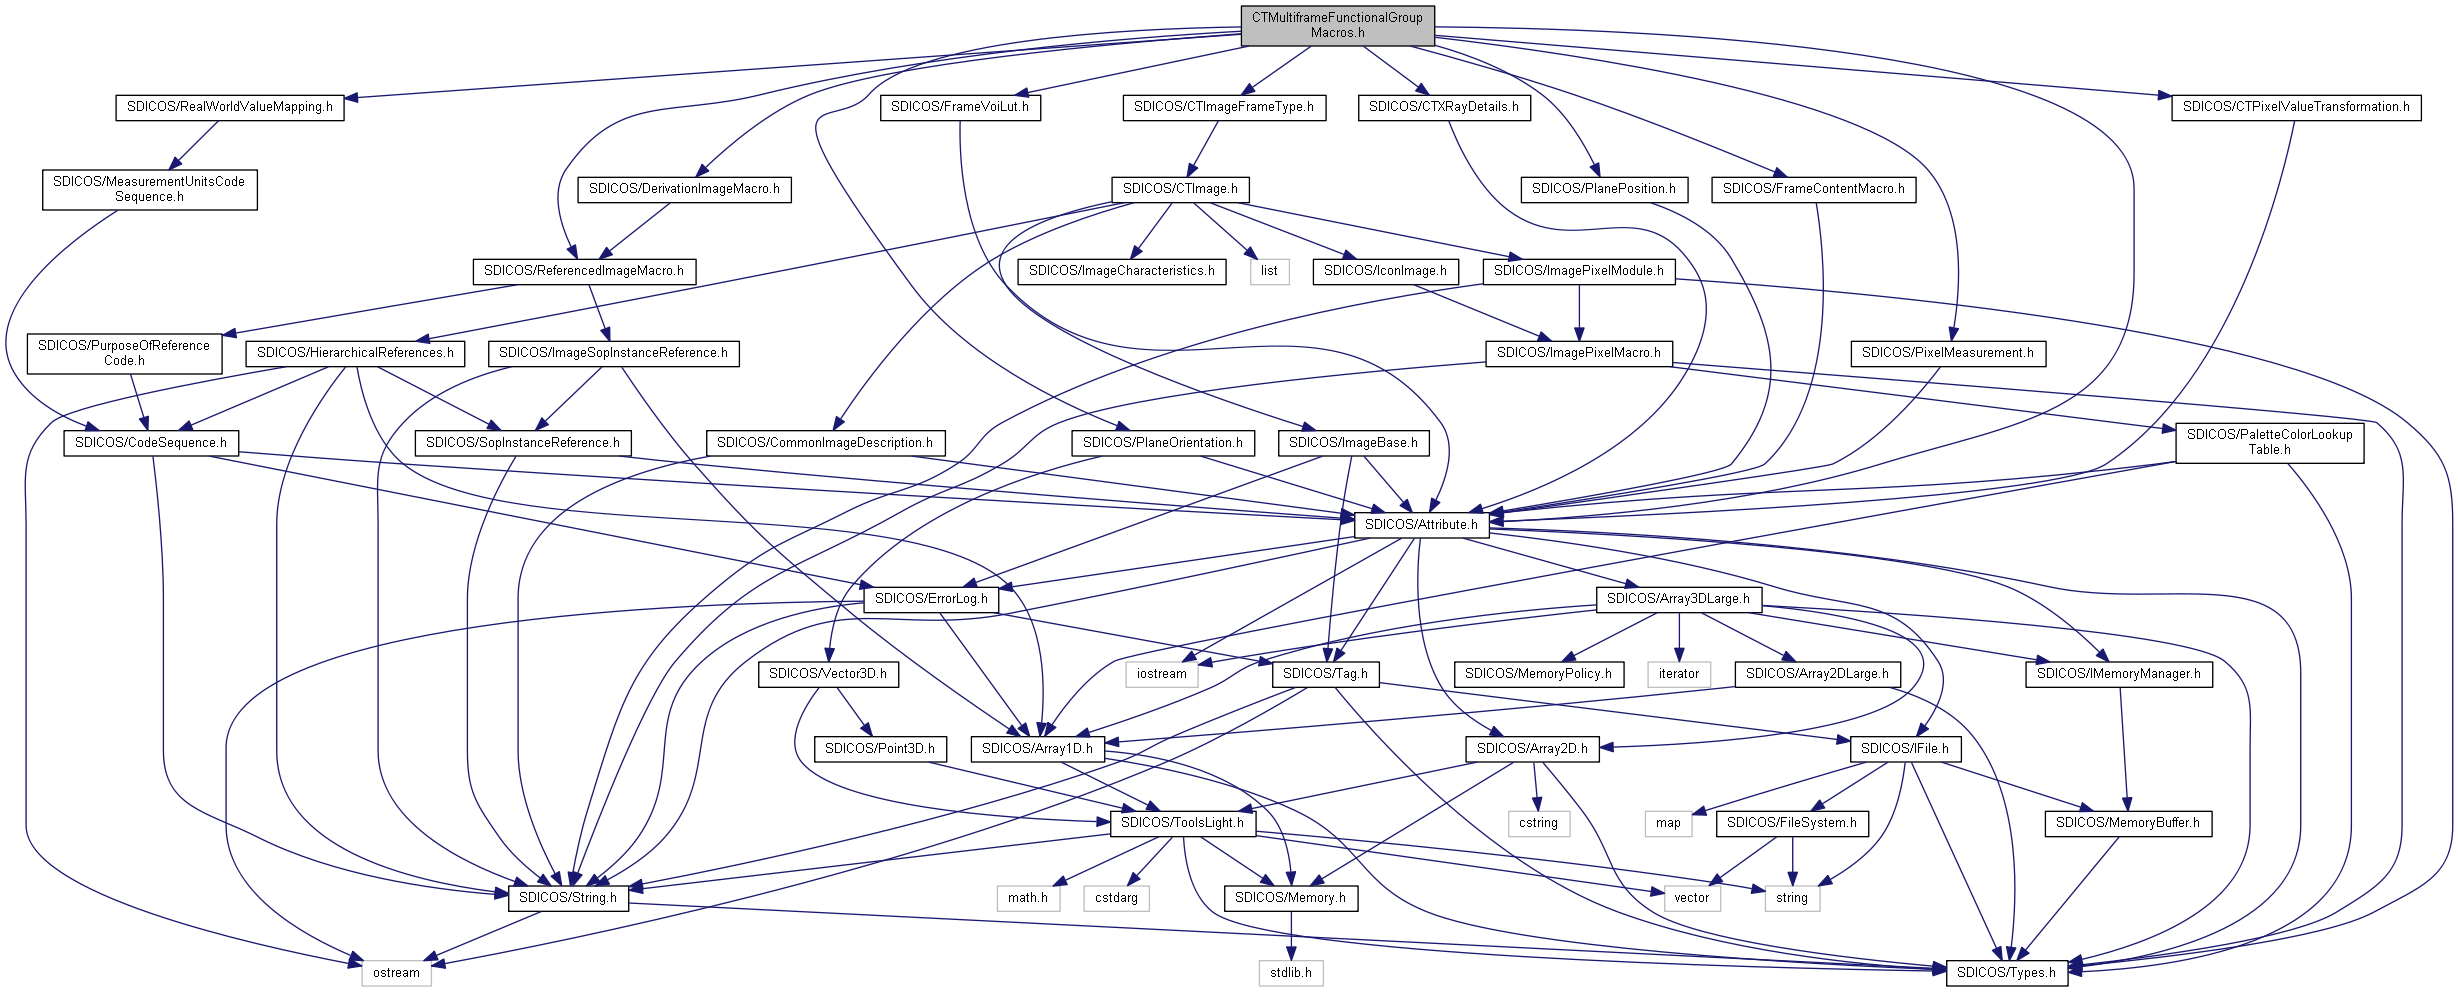 CTMultiframeFunctionalGroup
Macros.h
SDICOS/RealWorldValueMapping.h
SDICOS/FrameVoiLut.h
SDICOS/CTImageFrameType.h
SDICOS/CTXRayDetails.h
SDICOS/CTPixelValueTransformation.h
SDICOS/MeasurementUnitsCode
Sequence.h
SDICOS/DerivationImageMacro.h
SDICOS/CTImage.h
SDICOS/PlanePosition.h
SDICOS/FrameContentMacro.h
SDICOS/ReferencedImageMacro.h
SDICOS/ImageCharacteristics.h
list
SDICOS/IconImage.h
SDICOS/ImagePixelModule.h
SDICOS/PurposeOfReference
Code.h
SDICOS/HierarchicalReferences.h
SDICOS/ImageSopInstanceReference.h
SDICOS/ImagePixelMacro.h
SDICOS/PixelMeasurement.h
SDICOS/CodeSequence.h
SDICOS/SopInstanceReference.h
SDICOS/CommonImageDescription.h
SDICOS/PlaneOrientation.h
SDICOS/ImageBase.h
SDICOS/PaletteColorLookup
Table.h
SDICOS/Attribute.h
SDICOS/ErrorLog.h
SDICOS/Array3DLarge.h
SDICOS/Vector3D.h
iostream
SDICOS/Tag.h
SDICOS/MemoryPolicy.h
iterator
SDICOS/Array2DLarge.h
SDICOS/IMemoryManager.h
SDICOS/Point3D.h
SDICOS/Array1D.h
SDICOS/Array2D.h
SDICOS/IFile.h
SDICOS/ToolsLight.h
cstring
map
SDICOS/FileSystem.h
SDICOS/MemoryBuffer.h
SDICOS/String.h
math.h
cstdarg
SDICOS/Memory.h
vector
string
ostream
stdlib.h
SDICOS/Types.h